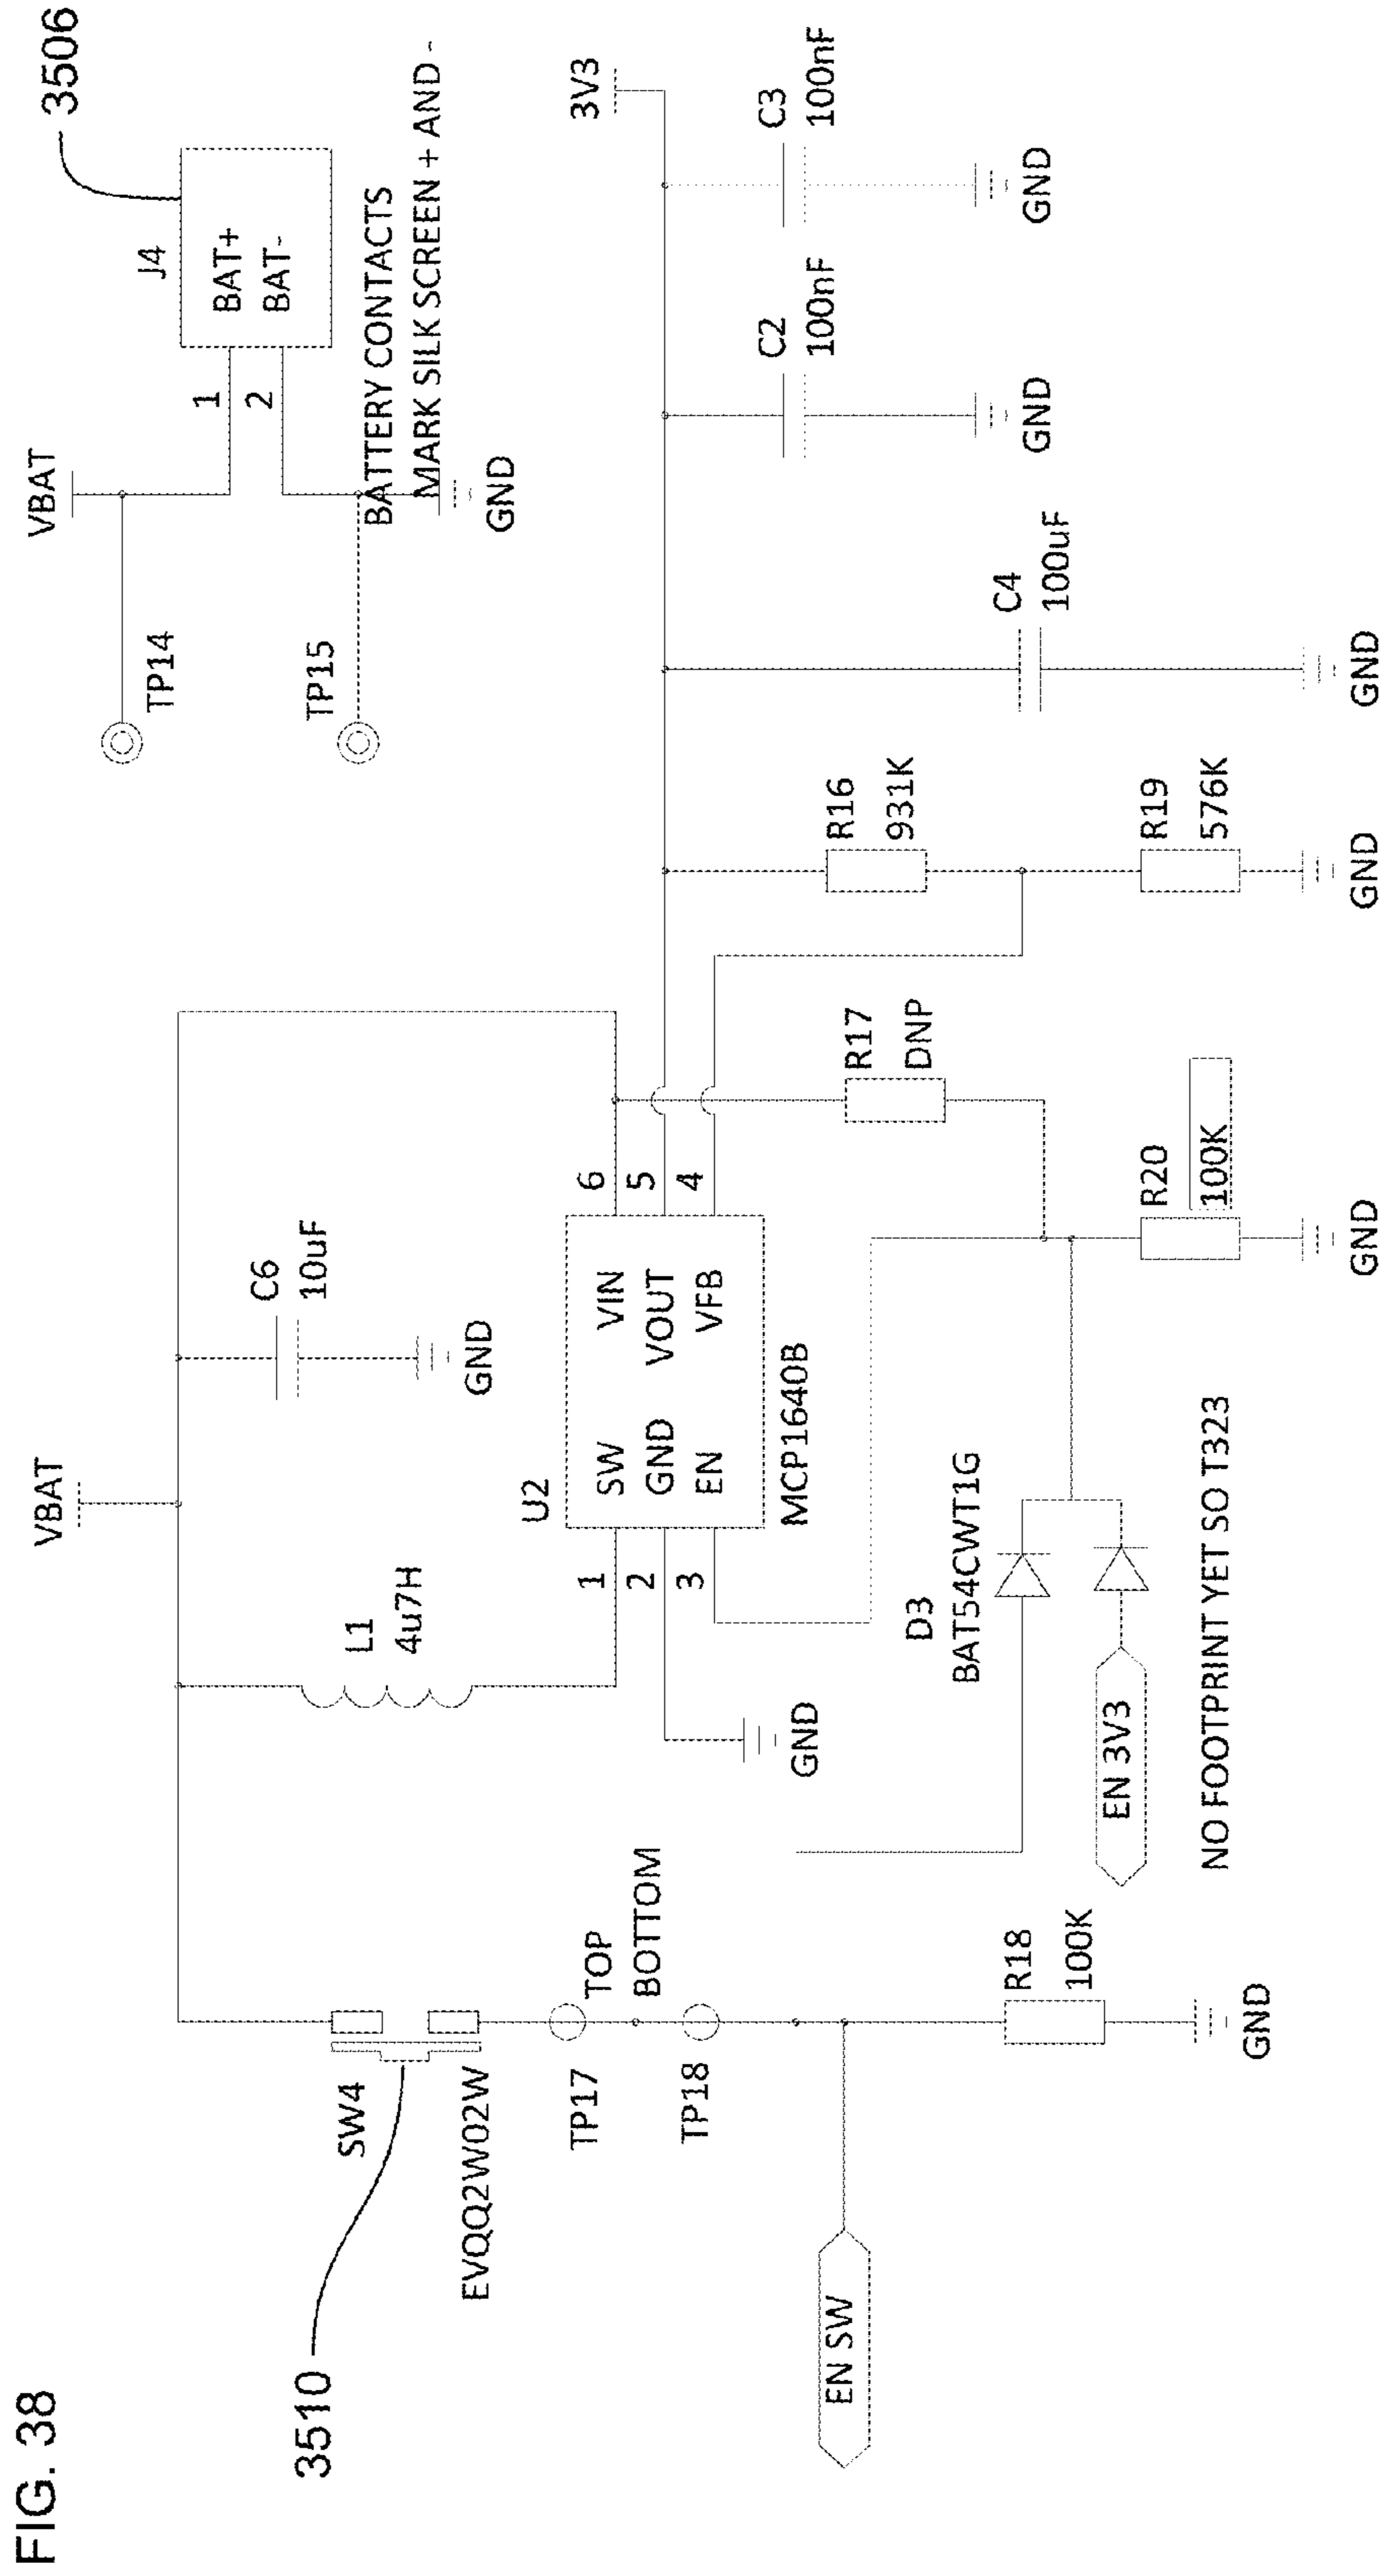 FIG. 38
3510
SW4
EVQQ2W02W
TP17
TOP
BOTTOM
TP18
EN SW
R18
100K
GND
VBAT
L1
4u7H
C6
10uF
GND
U2
1
2
3
SW
GND
EN
VIN
VOUT
VFB
6
5
4
MCP1640B
GND
D3
BAT54CWT1G
EN 3V3
NO FOOTPRINT YET SO T323
R17
DNP
R20
100K
GND
R16
931K
R19
576K
GND
C4
100uF
GND
C2
100nF
GND
C3
100nF
GND
3V3
VBAT
TP14
TP15
1
2
J4
BAT+
BAT-
3506
BATTERY CONTACTS
MARK SILK SCREEN + AND -
GND